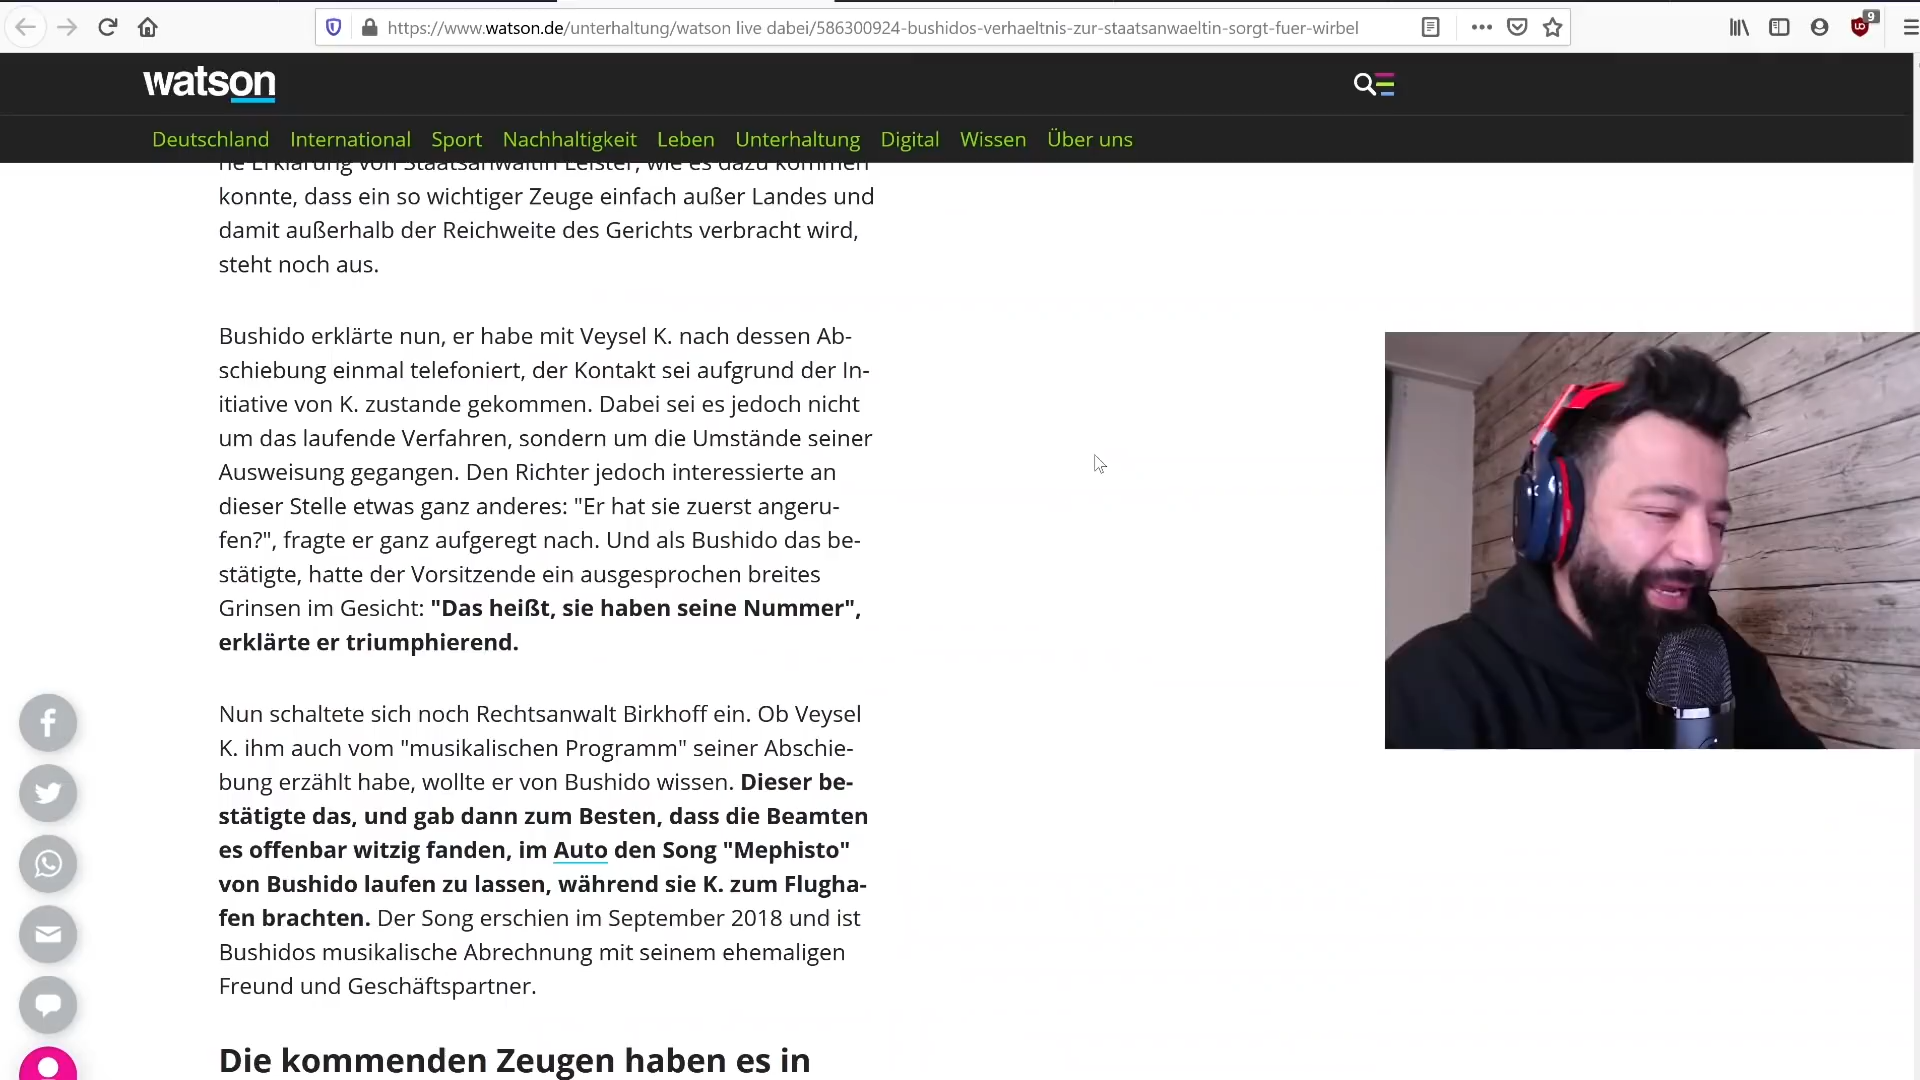 https://www.watson.de/unterhaltung/watson live dabei/586300924-bushidos-verhaeltnis-zur-staatsanwaeltin-sorgt-fuer-wirbel
9
watson
Deutschland International Sport Nachhaltigkeit Leben Unterhaltung Digital Wissen Über uns
ne Erklärung von Staatsanwältin Leister, wie es dazu kommen
konnte, dass ein so wichtiger Zeuge einfach außer Landes und
damit außerhalb der Reichweite des Gerichts verbracht wird,
steht noch aus.
Bushido erklärte nun, er habe mit Veysel K. nach dessen Ab-
schiebung einmal telefoniert, der Kontakt sei aufgrund der In-
itiative von K. zustande gekommen. Dabei sei es jedoch nicht
um das laufende Verfahren, sondern um die Umstände seiner
Ausweisung gegangen. Den Richter jedoch interessierte an
dieser Stelle etwas ganz anderes: "Er hat sie zuerst angeru-
fen?", fragte er ganz aufgeregt nach. Und als Bushido das be-
stätigte, hatte der Vorsitzende ein ausgesprochen breites
Grinsen im Gesicht: "Das heißt, sie haben seine Nummer",
erklärte er triumphierend.
Nun schaltete sich noch Rechtsanwalt Birkhoff ein. Ob Veysel
K. ihm auch vom "musikalischen Programm" seiner Abschie-
bung erzählt habe, wollte er von Bushido wissen. Dieser be-
stätigte das, und gab dann zum Besten, dass die Beamten
es offenbar witzig fanden, im Auto den Song "Mephisto"
von Bushido laufen zu lassen, während sie K. zum Flugha-
fen brachten. Der Song erschien im September 2018 und ist
Bushidos musikalische Abrechnung mit seinem ehemaligen
Freund und Geschäftspartner.
Die kommenden Zeugen haben es in